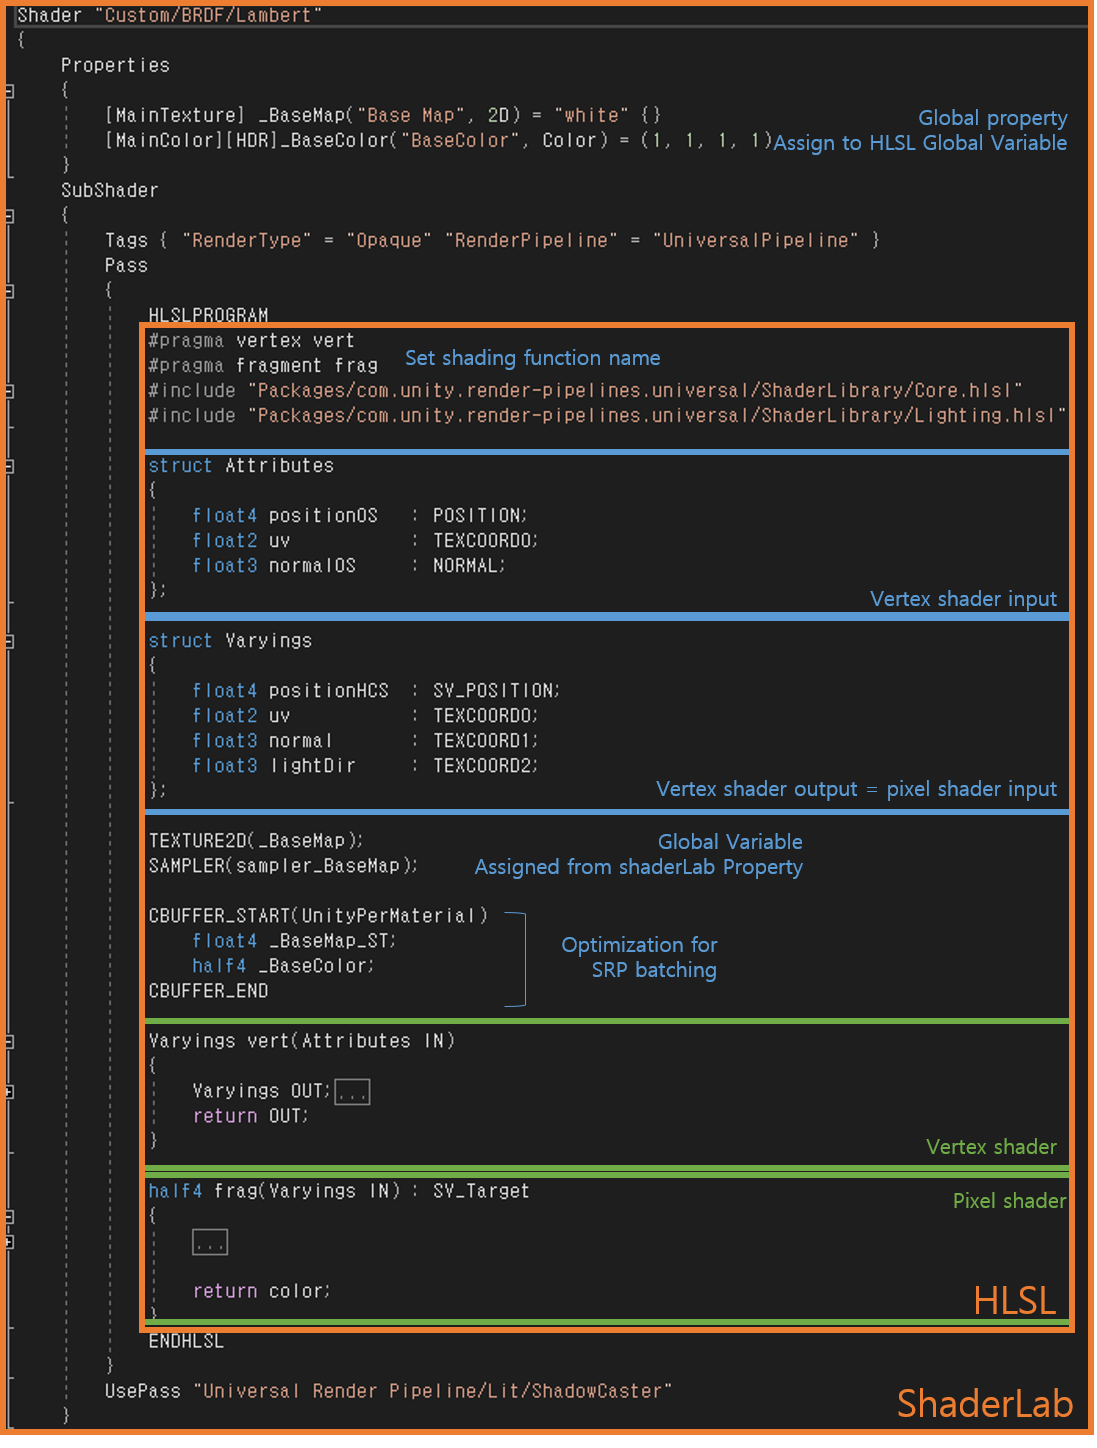 Shader "Custom/BRDF/Lambert"
{
Properties
{
[MainTexture] _BaseMap("Base Map", 2D) = "white" {}
[MainColor][HDR]_BaseColor("BaseColor", Color) = (1, 1, 1, 1)
Global property
Assign to HLSL Global Variable
}
SubShader
{
Tags { "RenderType" = "Opaque" "RenderPipeline" = "UniversalPipeline" }
Pass
{
HLSLPROGRAM
#pragma vertex vert
#pragma fragment frag
Set shading function name
#include "Packages/com.unity.render-pipelines.universal/ShaderLibrary/Core.hlsl"
#include "Packages/com.unity.render-pipelines.universal/ShaderLibrary/Lighting.hlsl"
struct Attributes
{
float4 positionOS : POSITION;
float2 uv : TEXCOORD0;
float3 normalOS : NORMAL;
};
Vertex shader input
struct Varyings
{
float4 positionHCS : SV_POSITION;
float2 uv : TEXCOORD0;
float3 normal : TEXCOORD1;
float3 lightDir : TEXCOORD2;
};
Vertex shader output = pixel shader input
TEXTURE2D(_BaseMap);
SAMPLER(sampler_BaseMap);
Global Variable
Assigned from shaderLab Property
CBUFFER_START(UnityPerMaterial)
float4 _BaseMap_ST;
half4 _BaseColor;
CBUFFER_END
Optimization for
SRP batching
Varyings vert(Attributes IN)
{
Varyings OUT;...
return OUT;
}
Vertex shader
half4 frag(Varyings IN) : SV_Target
Pixel shader
{
...
return color;
}
HLSL
ENDHLSL
}
UsePass "Universal Render Pipeline/Lit/ShadowCaster"
}
ShaderLab